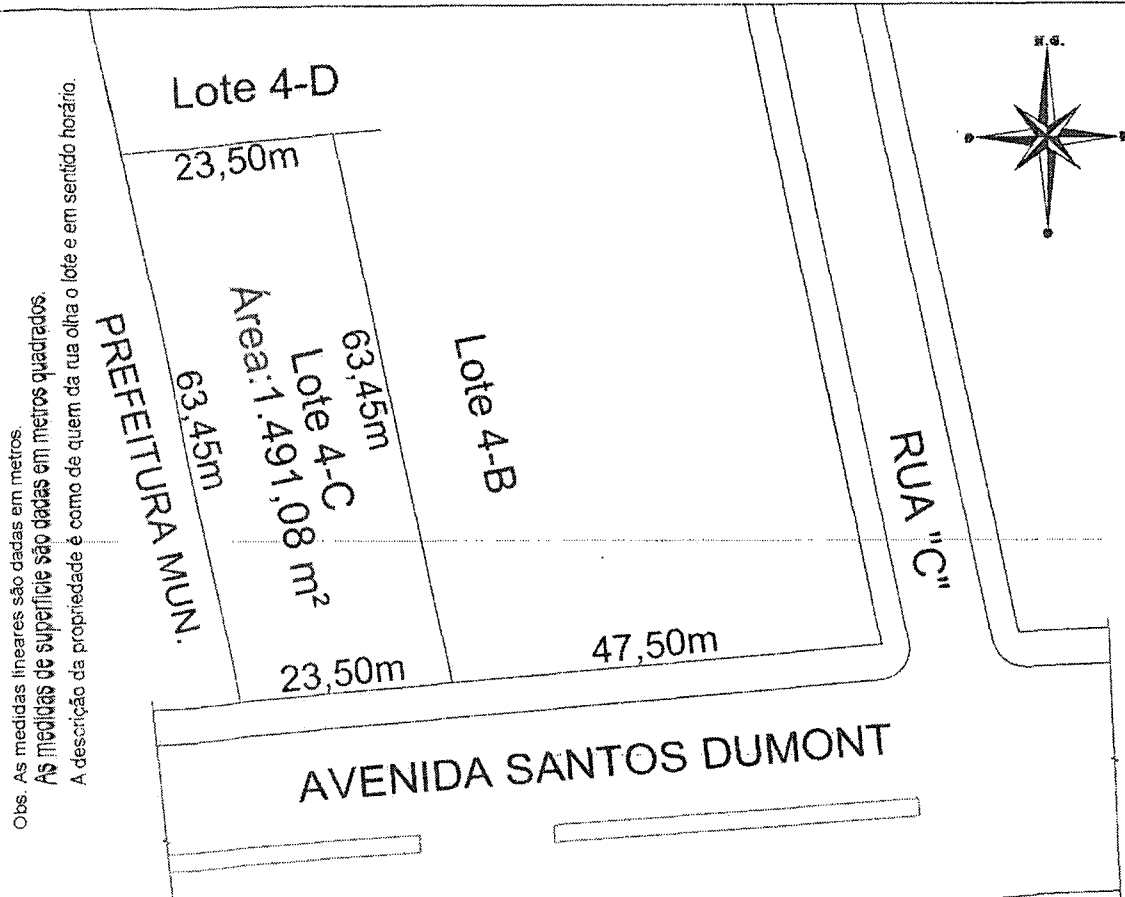 N.G.
Lote 4-D
23,50m
PREFEITURA MUN.
63,45m
Área:1.491,08 m²
Lote 4-C
63,45m
Lote 4-B
RUA "C"
23,50m
47,50m
AVENIDA SANTOS DUMONT
Obs. As medidas lineares são dadas em metros.
As medidas de superfície são dadas em metros quadrados.
A descrição da propriedade é como de quem da rua olha o lote e em sentido horário.